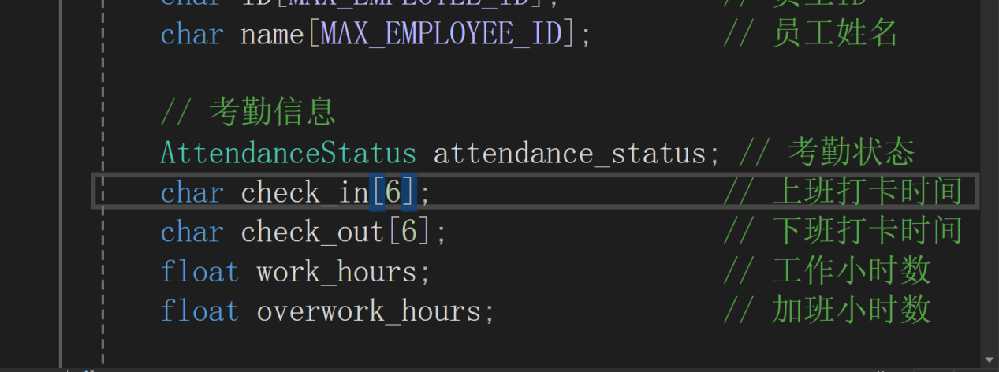 char ID[MAX_EMPLOYEE_ID]; // 员工ID
char name[MAX_EMPLOYEE_ID]; // 员工姓名
// 考勤信息
AttendanceStatus attendance_status; // 考勤状态
char check_in[6]; // 上班打卡时间
char check_out[6]; // 下班打卡时间
float work_hours; // 工作小时数
float overwork_hours; // 加班小时数